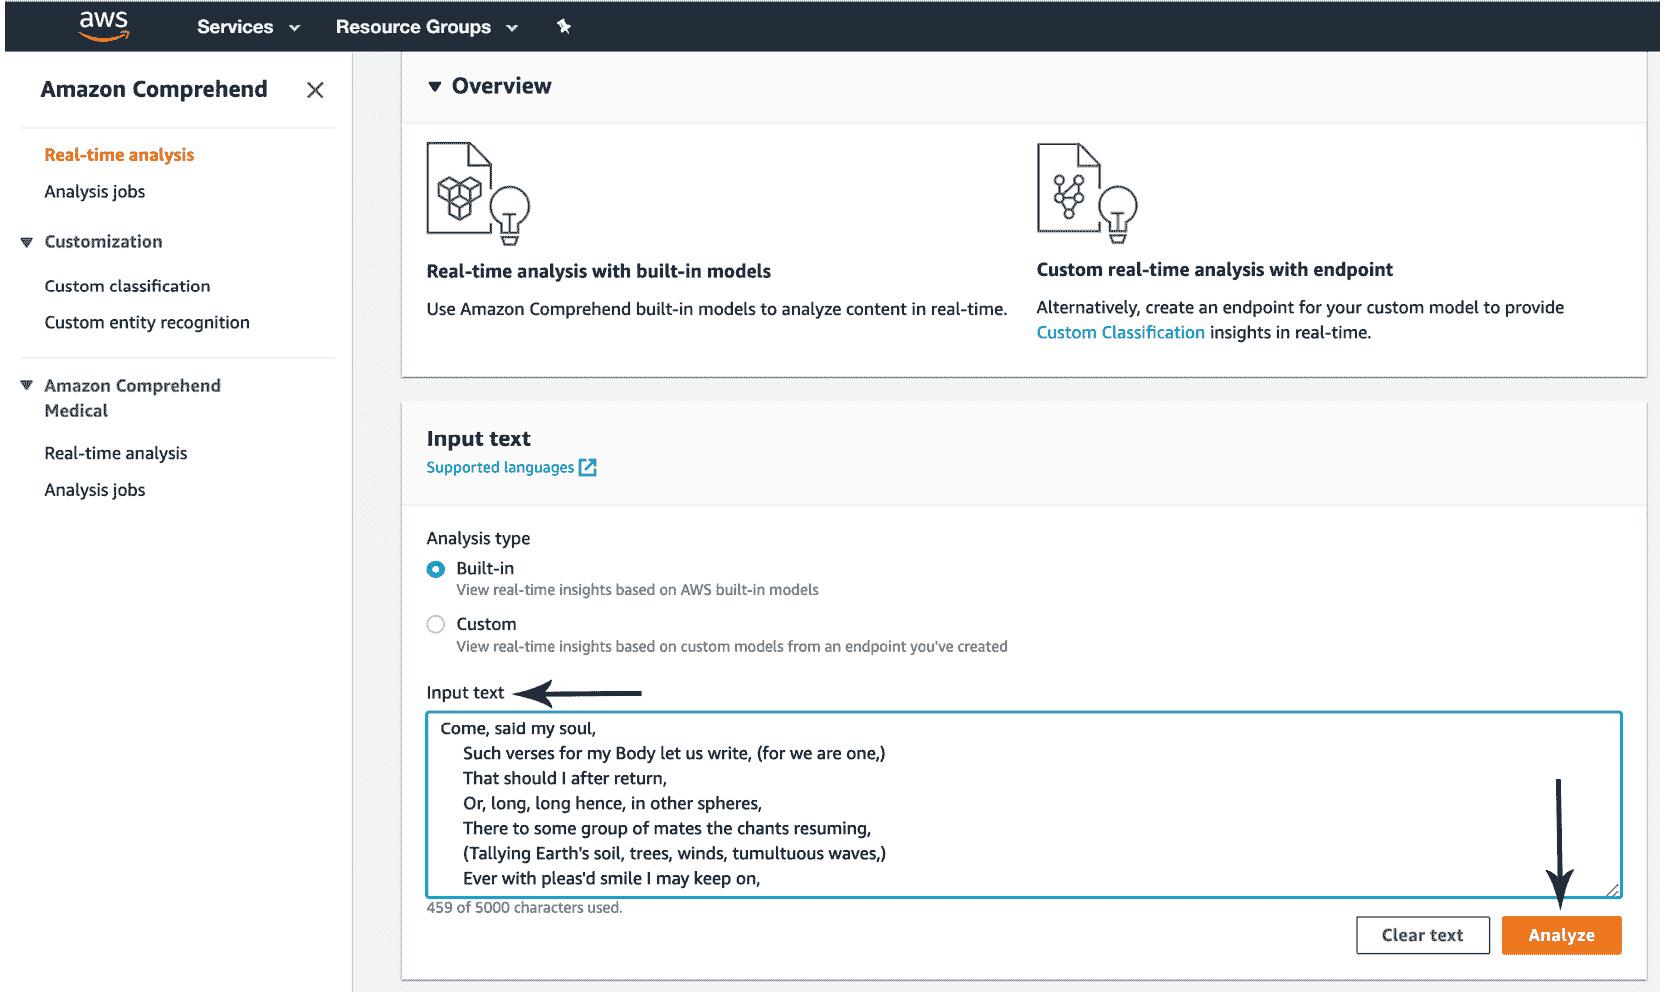 aws
Services
Resource Groups
Amazon Comprehend
Real-time analysis
Analysis jobs
Customization
Custom classification
Custom entity recognition
Amazon Comprehend
Medical
Real-time analysis
Analysis jobs
Overview
Real-time analysis with built-in models
Use Amazon Comprehend built-in models to analyze content in real-time.
Custom real-time analysis with endpoint
Alternatively, create an endpoint for your custom model to provide
Custom Classification insights in real-time.
Input text
Supported languages
Analysis type
Built-in
View real-time insights based on AWS built-in models
Custom
View real-time insights based on custom models from an endpoint you've created
Input text
Come, said my soul,
Such verses for my Body let us write, (for we are one,)
That should I after return,
Or, long, long hence, in other spheres,
There to some group of mates the chants resuming,
(Tallying Earth's soil, trees, winds, tumultuous waves,)
Ever with pleas'd smile I may keep on,
459 of 5000 characters used.
Clear text
Analyze